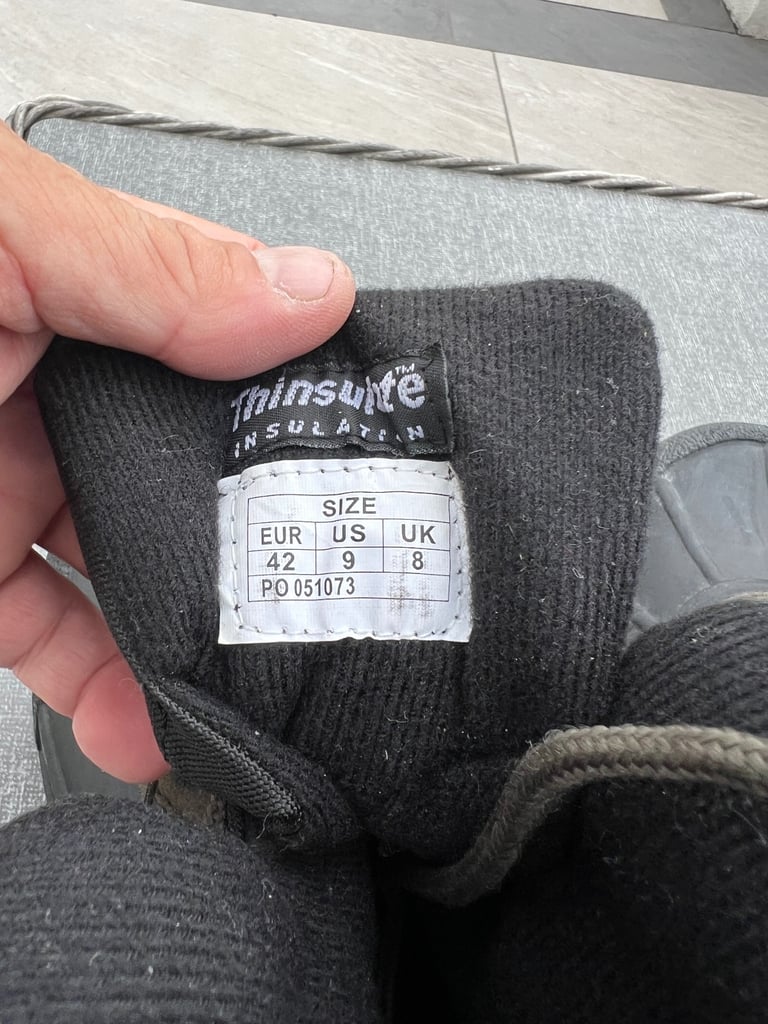 Thinsulate™
INSULATION
SIZE
EUR US UK
42 9 8
PO 051073